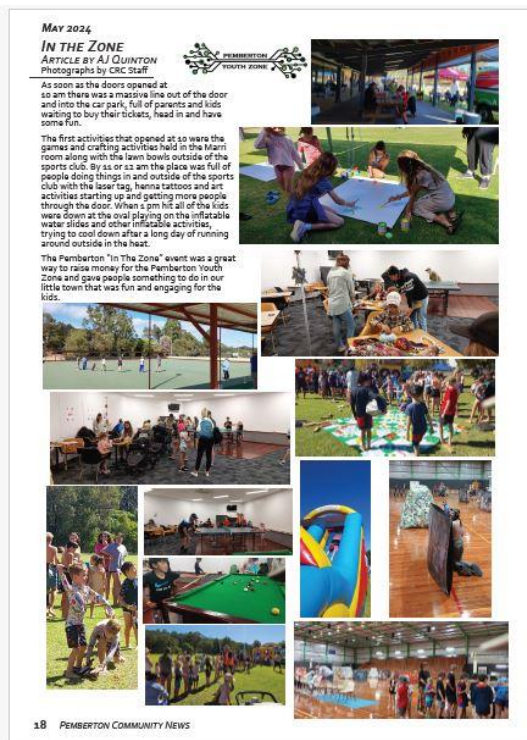 MAY 2024
IN THE ZONE
ARTICLE BY AJ QUINTON
Photographs by CRC Staff
PEMBERTON
YOUTH ZONE
As soon as the doors opened at
10 am there was a massive line out of the door
and into the car park, full of parents and kids
waiting to buy their tickets, head in and have
some fun.
The first activities that opened at 10 were the
games and crafting activities held in the Marri
room along with the lawn bowls outside of the
sports club. By 11 or 12 am the place was full of
people doing things in and outside of the sports
club with the laser tag, henna tattoos and art
activities starting up and getting more people
through the door. When 1 pm hit all of the kids
were down at the oval playing on the inflatable
water slides and other inflatable activities,
trying to cool down after a long day of running
around outside in the heat.
The Pemberton "In The Zone" event was a great
way to raise money for the Pemberton Youth
Zone and gave people something to do in our
little town that was fun and engaging for the
kids.
18 PEMBERTON COMMUNITY NEWS